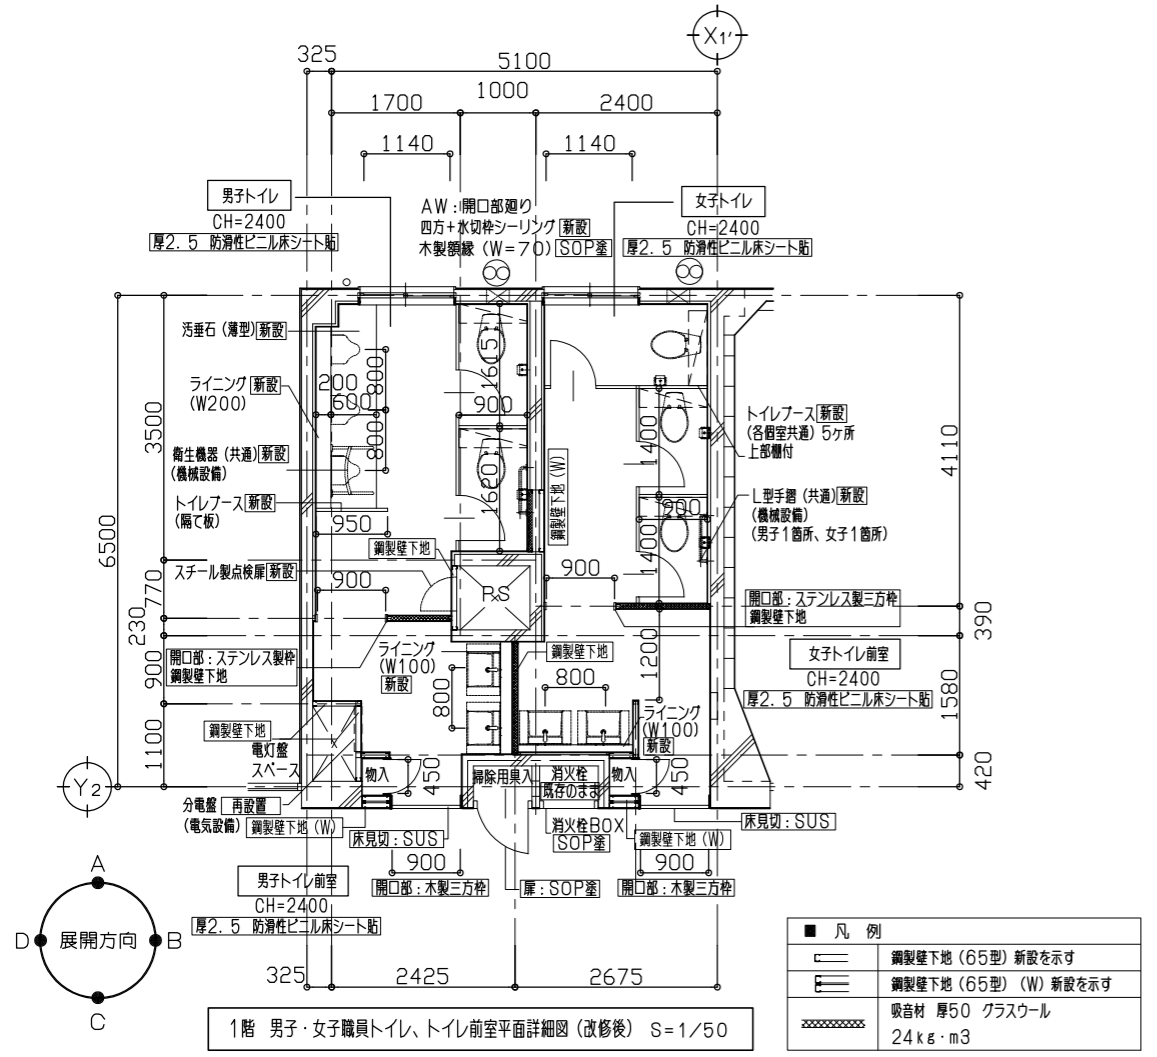 X1'
325
5100
1700
1000
2400
1140
1140
男子トイレ
CH=2400
厚2.5 防滑性ビニル床シート貼
AW:開口部廻り
四方+水切枠シーリング 新設
木製額縁 (W=70) SOP塗
女子トイレ
CH=2400
厚2.5 防滑性ビニル床シート貼
汚垂石 (薄型) 新設
ライニング 新設
(W200)
衛生機器 (共通) 新設
(機械設備)
トイレブース 新設
(隔て板)
スチール製点検扉 新設
開口部:ステンレス製枠
鋼製壁下地
鋼製壁下地
電灯盤
スペース
分電盤 再設置
(電気設備)
鋼製壁下地 (W)
床見切:SUS
200
600
800
800
950
900
900
1615
1620
鋼製壁下地
PS
鋼製壁下地 (W)
1400
1400
900
900
1200
トイレブース 新設
(各個室共通) 5ヶ所
上部棚付
L型手摺 (共通) 新設
(機械設備)
(男子1箇所、女子1箇所)
開口部:ステンレス製三方枠
鋼製壁下地
女子トイレ前室
CH=2400
厚2.5 防滑性ビニル床シート貼
ライニング
(W100)
新設
800
鋼製壁下地
800
ライニング
(W100)
新設
物入
450
掃除用具入
消火栓
既存のまま
物入
450
消火栓BOX
SOP塗
鋼製壁下地 (W)
床見切:SUS
900
開口部:木製三方枠
扉:SOP塗
900
開口部:木製三方枠
男子トイレ前室
CH=2400
厚2.5 防滑性ビニル床シート貼
6500
3500
770
230
900
1100
4110
390
1580
420
Y2
325
2425
2675
A
D 展開方向 B
C
1階 男子・女子職員トイレ、トイレ前室平面詳細図 (改修後) S=1/50
■ 凡 例
鋼製壁下地 (65型) 新設を示す
鋼製壁下地 (65型) (W) 新設を示す
吸音材 厚50 グラスウール
24kg・m3